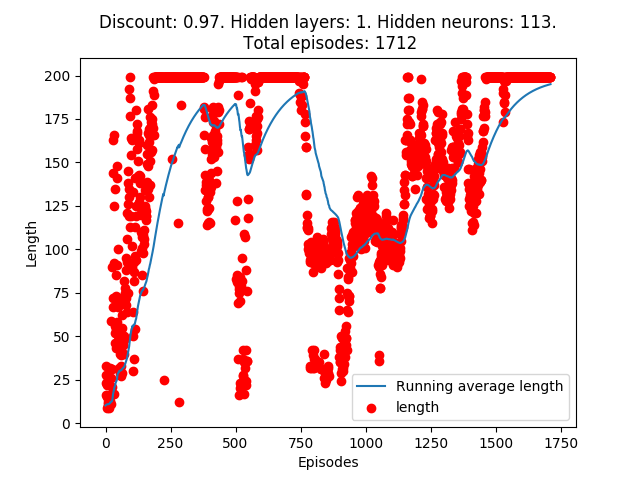 Discount: 0.97. Hidden layers: 1. Hidden neurons: 113.
Total episodes: 1712
200
175
150
125
100
75
50
25
0
Length
0
250
500
750
1000
1250
1500
1750
Episodes
Running average length
length